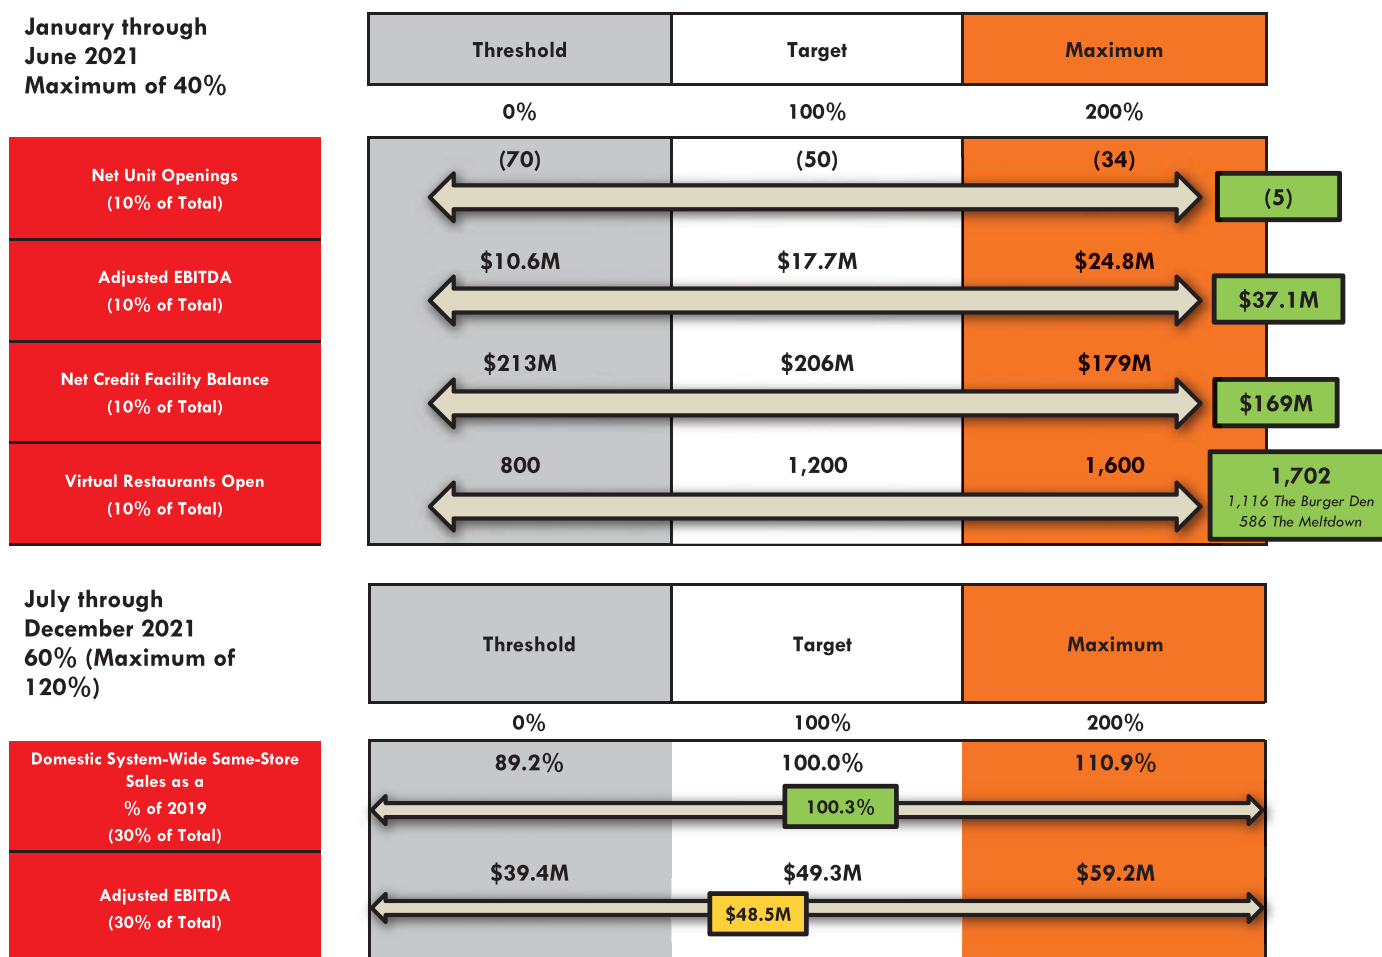 January through
June 2021
Maximum of 40%
Threshold
Target
Maximum
0%
100%
200%
Net Unit Openings
(10% of Total)
(70)
(50)
(34)
(5)
Adjusted EBITDA
(10% of Total)
$10.6M
$17.7M
$24.8M
$37.1M
Net Credit Facility Balance
(10% of Total)
$213M
$206M
$179M
$169M
Virtual Restaurants Open
(10% of Total)
800
1,200
1,600
1,702
1,116 The Burger Den
586 The Meltdown
July through
December 2021
60% (Maximum of
120%)
Threshold
Target
Maximum
0%
100%
200%
Domestic System-Wide Same-Store
Sales as a
% of 2019
(30% of Total)
89.2%
100.0%
110.9%
100.3%
Adjusted EBITDA
(30% of Total)
$39.4M
$49.3M
$59.2M
$48.5M